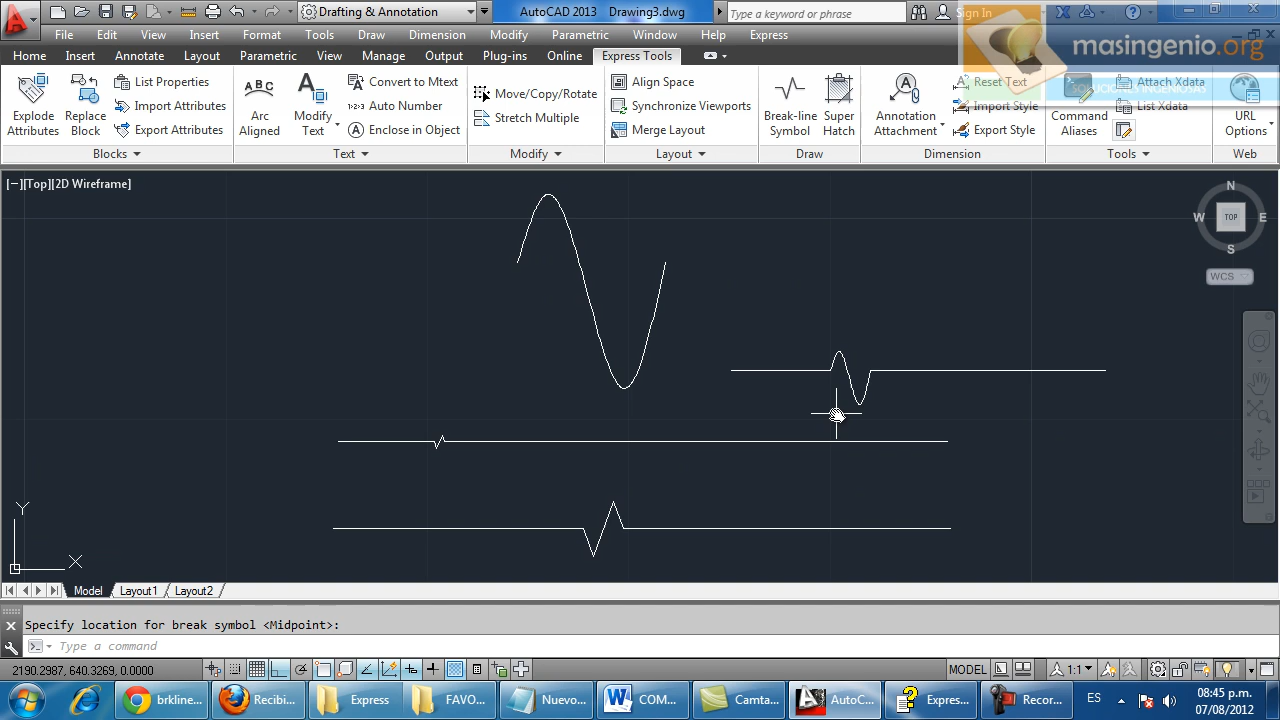 Drafting & Annotation
AutoCAD 2013 Drawing3.dwg
Type a keyword or phrase
Sign In
File Edit View Insert Format Tools Draw Dimension Modify Parametric Window Help Express
masingenio.org
Home Insert Annotate Layout Parametric View Manage Output Plug-ins Online Express Tools
SOLUCIONES INGENIOSAS
Explode Attributes
Replace Block
List Properties
Import Attributes
Export Attributes
Blocks
ABC
Arc Aligned
Modify Text
Convert to Mtext
Auto Number
Enclose in Object
Text
Move/Copy/Rotate
Stretch Multiple
Modify
Align Space
Synchronize Viewports
Merge Layout
Layout
Break-line Symbol
Super Hatch
Draw
Annotation Attachment
Reset Text
Import Style
Export Style
Dimension
Command Aliases
Attach Xdata
List Xdata
Tools
URL Options
Web
[−][Top][2D Wireframe]
N
W TOP E
S
WCS
Y
X
Model Layout1 Layout2
Specify location for break symbol <Midpoint>:
Type a command
2190.2987, 640.3269, 0.0000
MODEL
1:1
brkline...
Recibi...
Express
FAVO...
Nuevo...
COM...
Camta...
AutoC...
Expres...
Recor...
ES
08:45 p.m.
07/08/2012